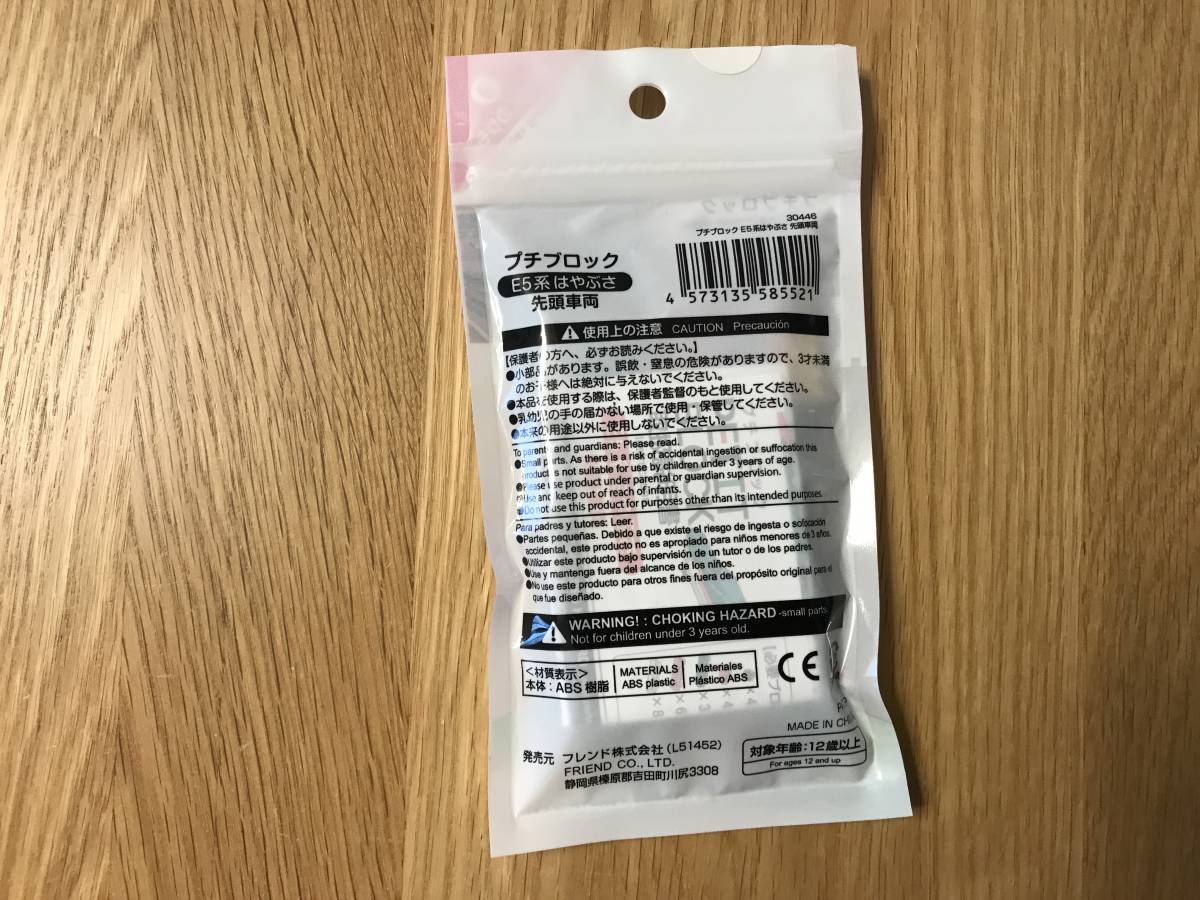 30446
プチブロック E5系はやぶさ 先頭車両
4 573135 585521
プチブロック
E5系 はやぶさ
先頭車両
使用上の注意 CAUTION Precaución
【保護者の方へ、必ずお読みください。】
●小部品があります。誤飲・窒息の危険がありますので、3才未満
のお子様へは絶対に与えないでください。
●本品を使用する際は、保護者監督のもと使用してください。
●乳幼児の手の届かない場所で使用・保管してください。
●本来の用途以外に使用しないでください。
To parents and guardians: Please read.
●Small parts. As there is a risk of accidental ingestion or suffocation this
product is not suitable for use by children under 3 years of age.
●Please use product under parental or guardian supervision.
●Use and keep out of reach of infants.
●Do not use this product for purposes other than its intended purposes.
Para padres y tutores: Leer.
●Partes pequeñas. Debido a que existe el riesgo de ingesta o sofocación
accidental, este producto no es apropiado para niños menores de 3 años.
●Utilizar este producto bajo supervisión de un tutor o de los padres.
●Use y mantenga fuera del alcance de los niños.
●No use este producto para otros fines fuera del propósito original para el
que fue diseñado.
WARNING! : CHOKING HAZARD -small parts-
Not for children under 3 years old.
<材質表示> MATERIALS Materiales
本体：ABS 樹脂 ABS plastic Plástico ABS
CE
MADE IN CHINA
発売元 フレンド株式会社 (L51452)
FRIEND CO., LTD.
静岡県榛原郡吉田町川尻3308
対象年齢：12歳以上
For ages 12 and up